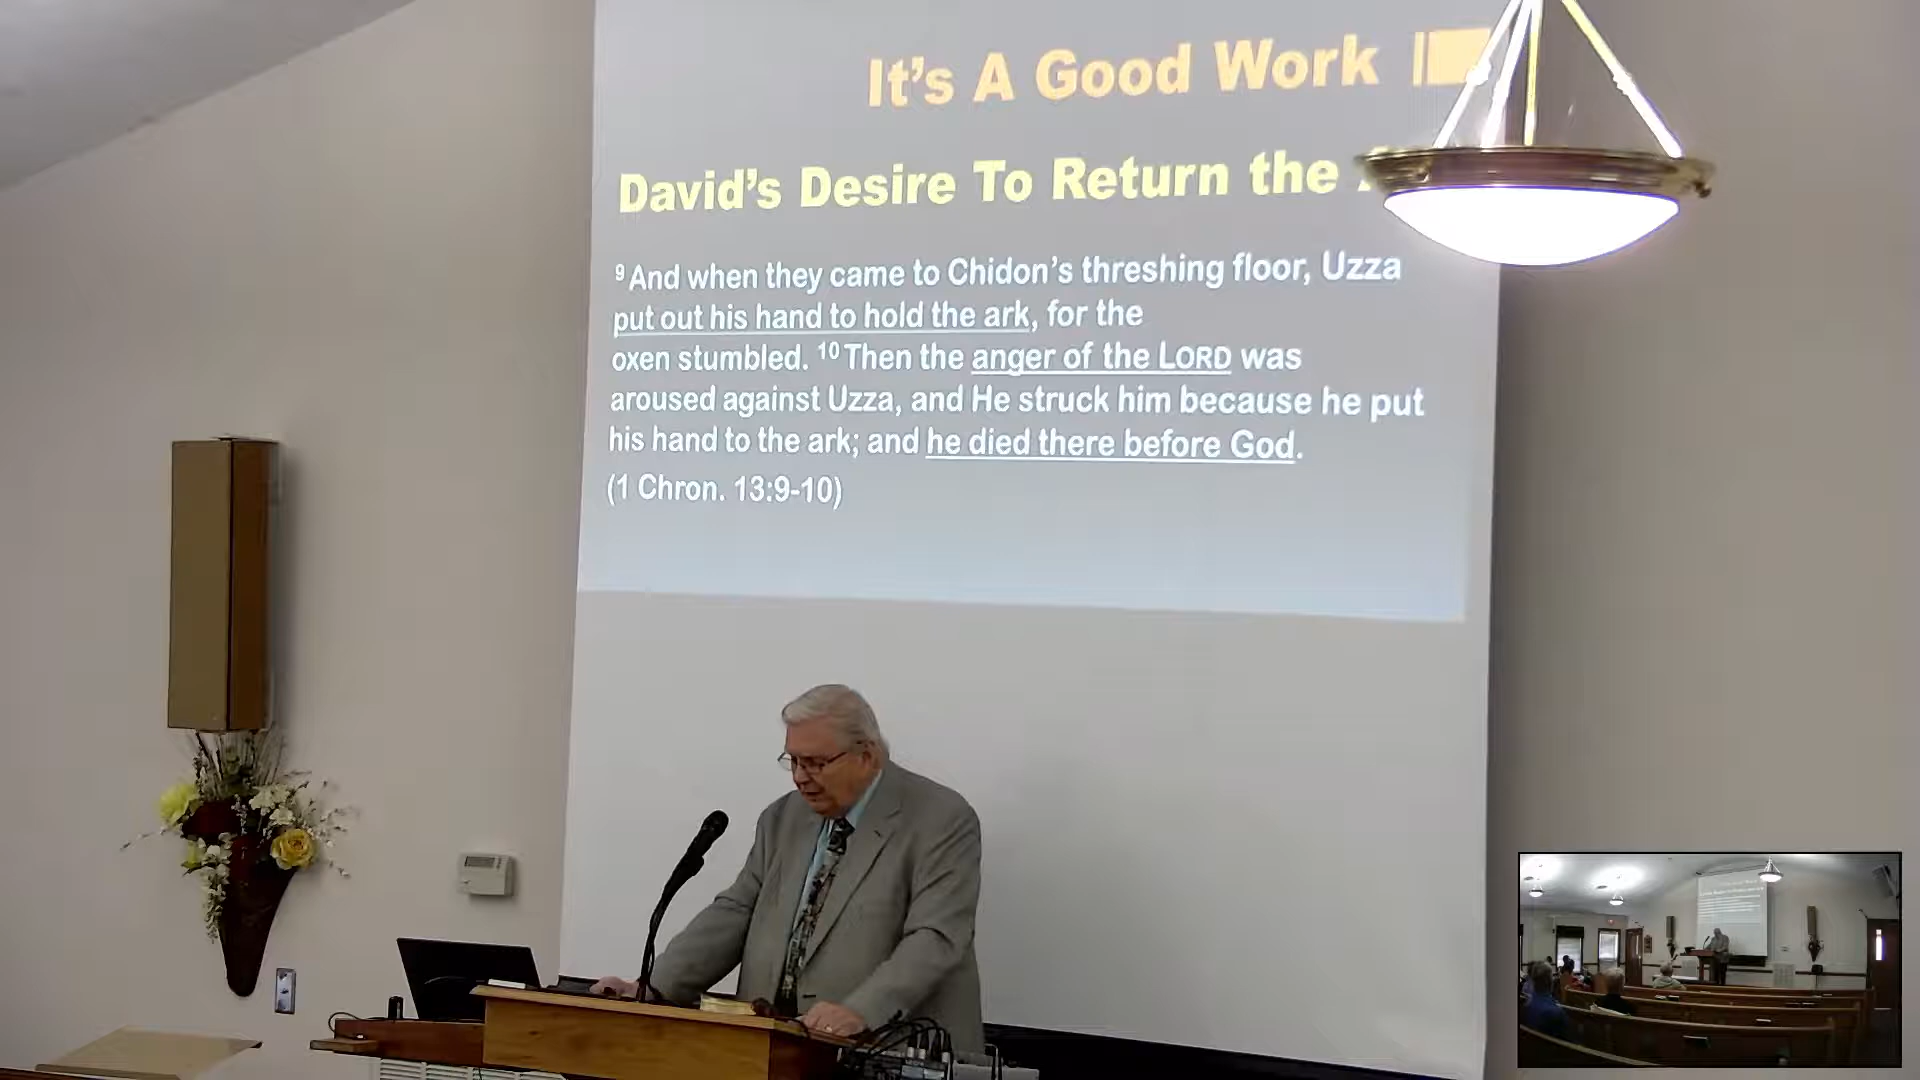 It's A Good Work
David's Desire To Return the
9 And when they came to Chidon's threshing floor, Uzza
put out his hand to hold the ark, for the
oxen stumbled. 10 Then the anger of the LORD was
aroused against Uzza, and He struck him because he put
his hand to the ark; and he died there before God.
(1 Chron. 13:9-10)